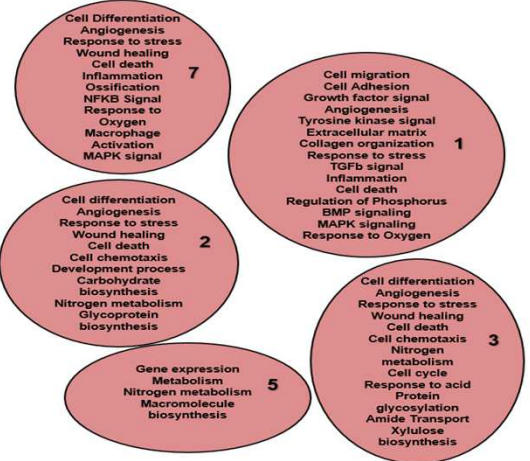 Cell Differentiation
Angiogenesis
Response to stress
Wound healing
Cell death
Inflammation
Ossification
NFKB Signal
Response to
Oxygen
Macrophage
Activation
MAPK signal
7
Cell migration
Cell Adhesion
Growth factor signal
Angiogenesis
Tyrosine kinase signal
Extracellular matrix
Collagen organization
Response to stress
TGFb signal
Inflammation
Cell death
Regulation of Phosphorus
BMP signaling
MAPK signaling
Response to Oxygen
1
Cell differentiation
Angiogenesis
Response to stress
Wound healing
Cell death
Cell chemotaxis
Development process
Carbohydrate
biosynthesis
Nitrogen metabolism
Glycoprotein
biosynthesis
2
Cell differentiation
Angiogenesis
Response to stress
Wound healing
Cell death
Cell chemotaxis
Nitrogen
metabolism
Cell cycle
Response to acid
Protein
glycosylation
Amide Transport
Xylulose
biosynthesis
3
Gene expression
Metabolism
Nitrogen metabolism
Macromolecule
biosynthesis
5